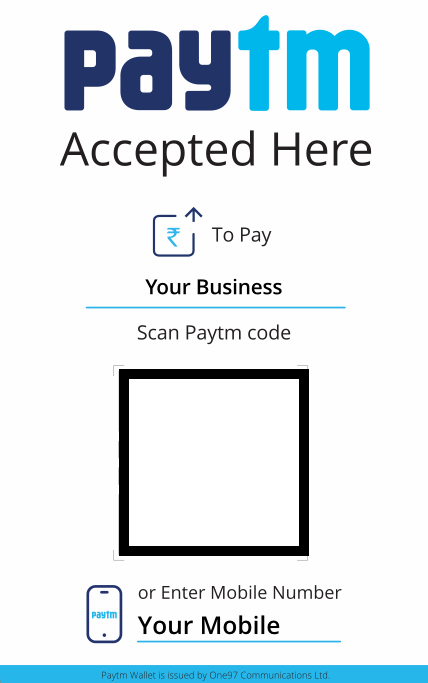 paytm
Accepted Here
₹ To Pay
Your Business
Scan Paytm code
or Enter Mobile Number
paytm
Your Mobile
Paytm Wallet is issued by One97 Communications Ltd.